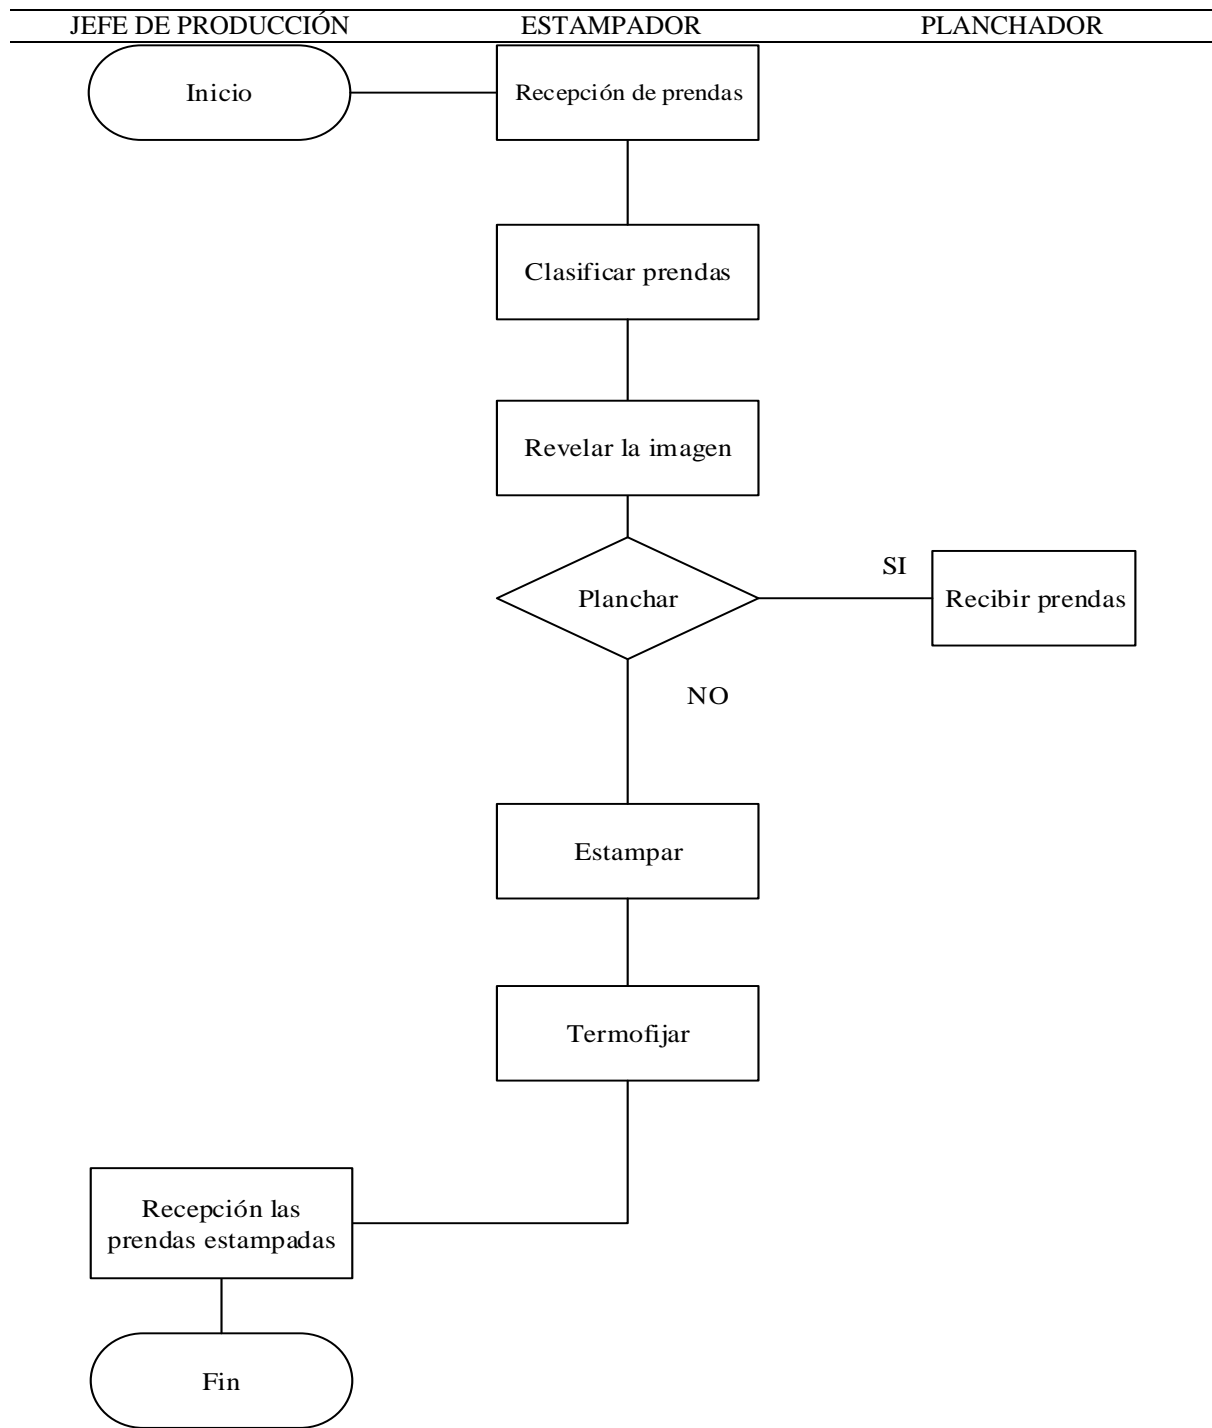 JEFE DE PRODUCCIÓN
ESTAMPADOR
PLANCHADOR
Inicio
Recepción de prendas
Clasificar prendas
Revelar la imagen
Planchar
SI
Recibir prendas
NO
Estampar
Termofijar
Recepción las
prendas estampadas
Fin